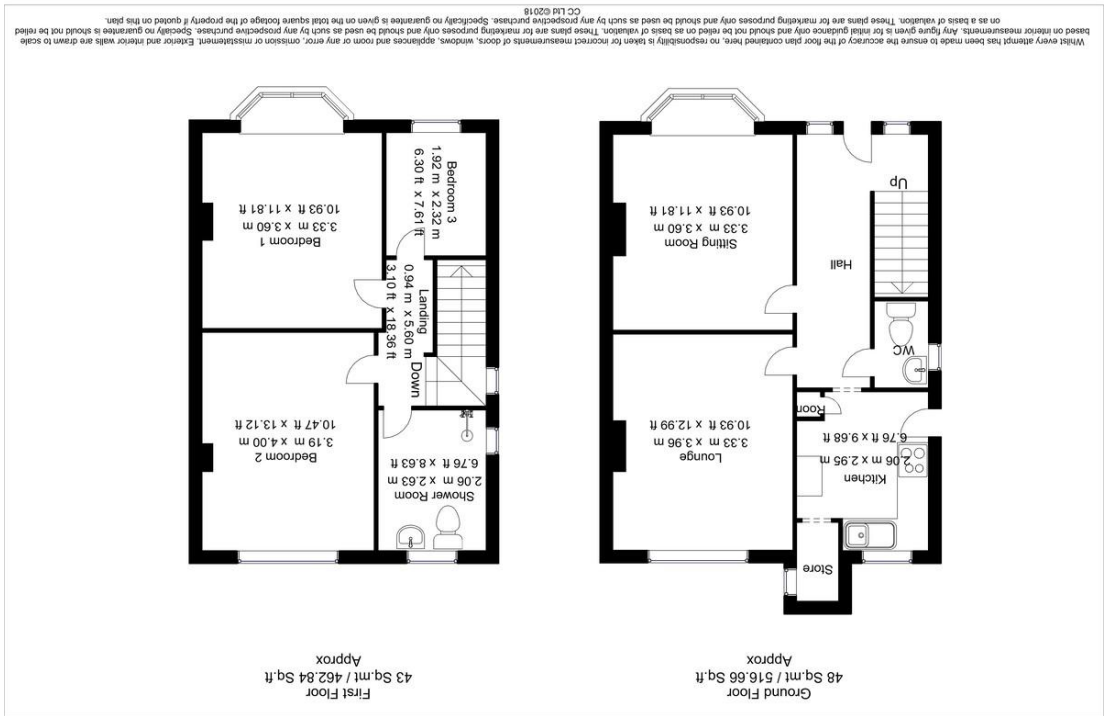 Ground Floor
48 Sq.mt / 516.66 Sq.ft
Approx
First Floor
43 Sq.mt / 462.84 Sq.ft
Approx
Store
Kitchen
2.06 m x 2.95 m
6.76 ft x 9.68 ft
Room
Lounge
3.33 m x 3.96 m
10.93 ft x 12.99 ft
WC
Hall
Up
Sitting Room
3.33 m x 3.60 m
10.93 ft x 11.81 ft
Shower Room
2.06 m x 2.63 m
6.76 ft x 8.63 ft
Bedroom 2
3.19 m x 4.00 m
10.47 ft x 13.12 ft
Down
Landing
0.94 m x 5.60 m
3.10 ft x 18.36 ft
Bedroom 3
1.92 m x 2.32 m
6.30 ft x 7.61 ft
Bedroom 1
3.33 m x 3.60 m
10.93 ft x 11.81 ft
Whilst every attempt has been made to ensure the accuracy of the floor plan contained here, no responsibility is taken for incorrect measurements of doors, windows, appliances and room or any error, omission or misstatement. Exterior and interior walls are drawn to scale
based on interior measurements. Any figure given is for initial guidance only and should not be relied on as basis of valuation. These plans are for marketing purposes only and should be used as such by any prospective purchase. Specially no guarantee should not be relied
on as a basis of valuation. These plans are for marketing purposes only and should be used as such by any prospective purchase. Specifically no guarantee is given on the total square footage of the property if quoted on this plan.
CC Ltd ©2018